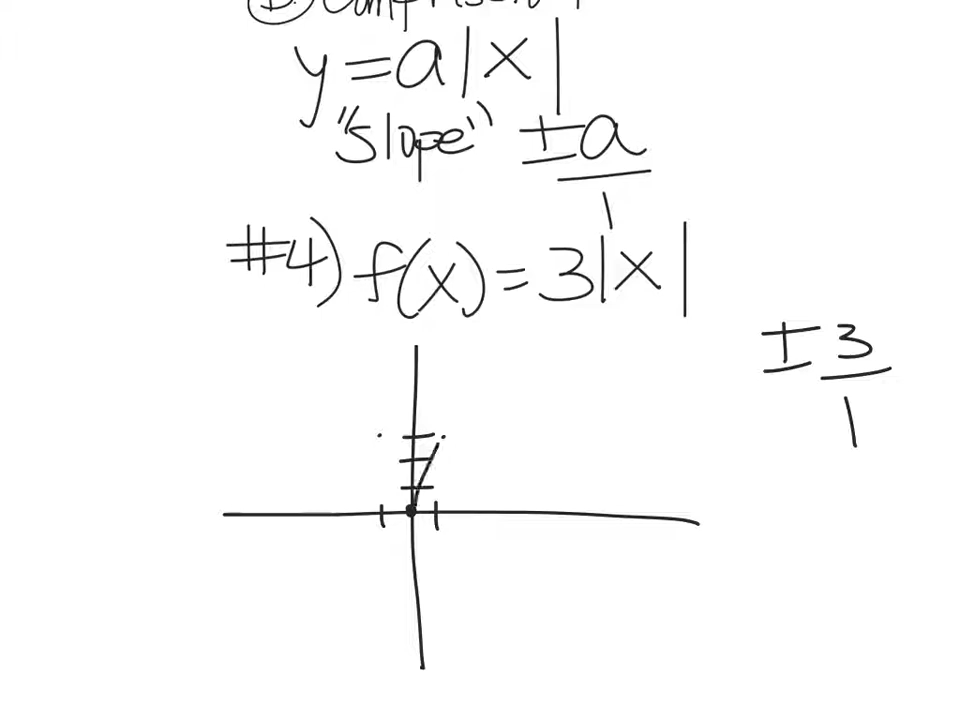 y = a|x|
"slope" ±a/1
#4) f(x) = 3|x|
±3/1